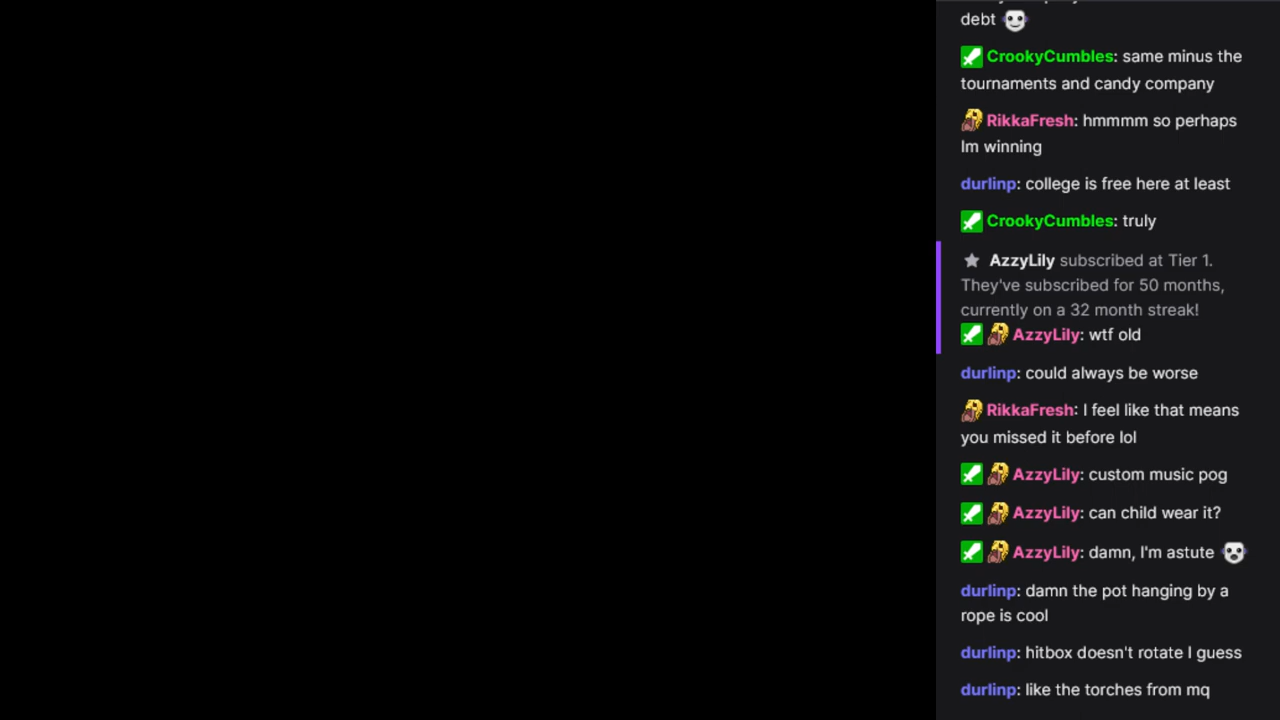 debt
CrookyCumbles: same minus the
tournaments and candy company
RikkaFresh: hmmmm so perhaps
Im winning
durlinp: college is free here at least
CrookyCumbles: truly
AzzyLily subscribed at Tier 1.
They've subscribed for 50 months,
currently on a 32 month streak!
AzzyLily: wtf old
durlinp: could always be worse
RikkaFresh: I feel like that means
you missed it before lol
AzzyLily: custom music pog
AzzyLily: can child wear it?
AzzyLily: damn, I'm astute
durlinp: damn the pot hanging by a
rope is cool
durlinp: hitbox doesn't rotate I guess
durlinp: like the torches from mq